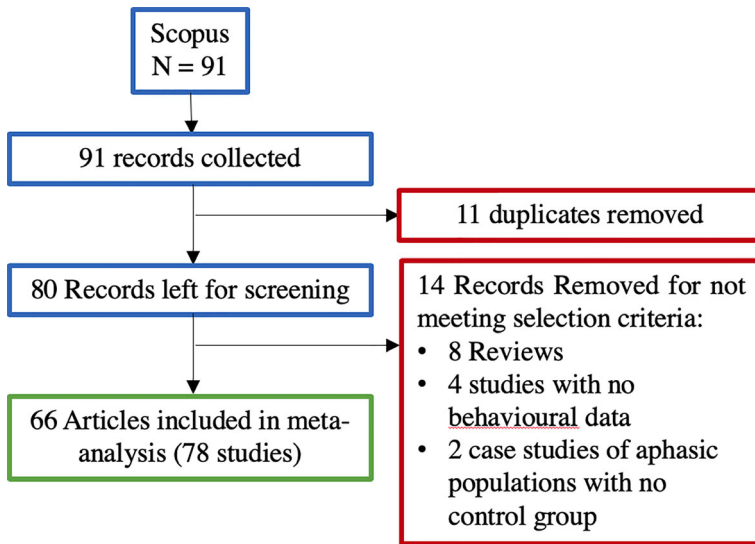 Scopus
N = 91
91 records collected
11 duplicates removed
80 Records left for screening
14 Records Removed for not
meeting selection criteria:
• 8 Reviews
• 4 studies with no
behavioural data
• 2 case studies of aphasic
populations with no
control group
66 Articles included in meta-
analysis (78 studies)